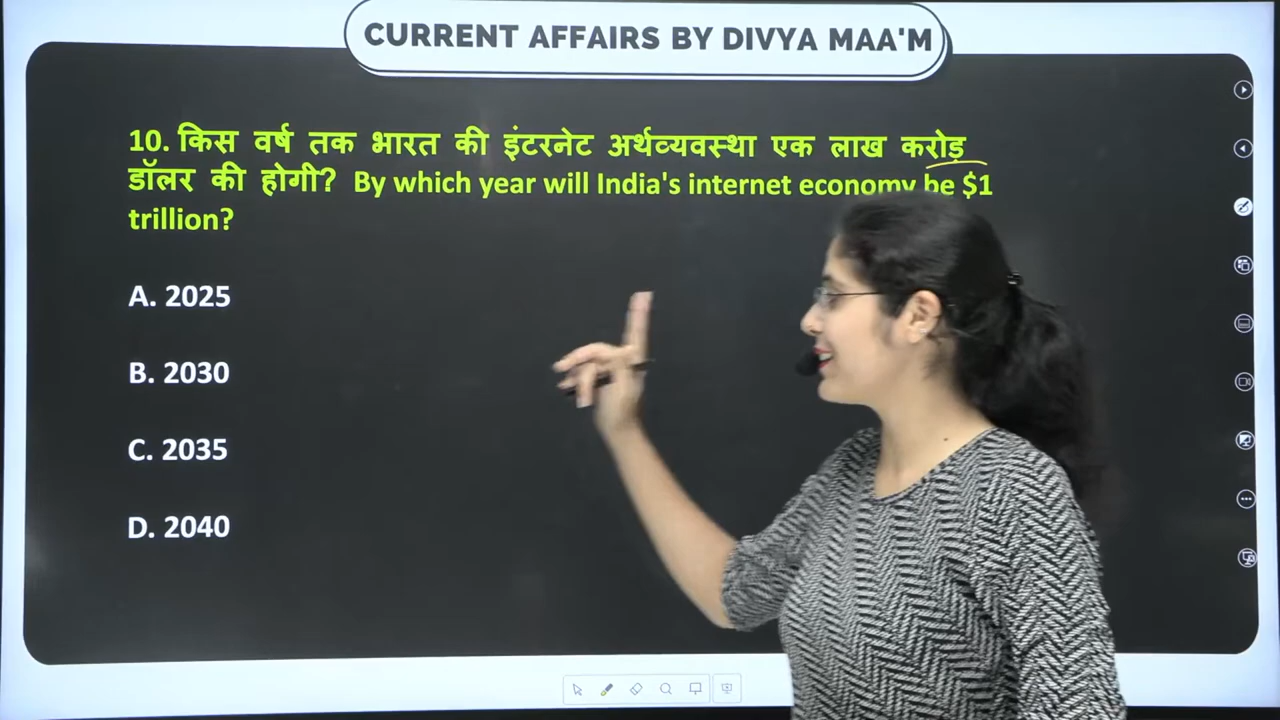 CURRENT AFFAIRS BY DIVYA MAA'M
10. किस वर्ष तक भारत की इंटरनेट अर्थव्यवस्था एक लाख करोड़
डॉलर की होगी? By which year will India's internet economy be $1
trillion?
A. 2025
B. 2030
C. 2035
D. 2040